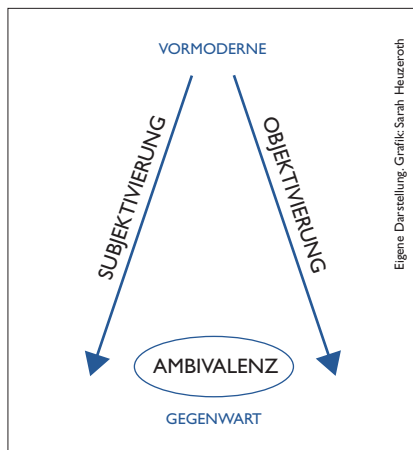 VORMODERNE
SUBJEKTIVIERUNG
OBJEKTIVIERUNG
AMBIVALENZ
GEGENWART
Eigene Darstellung. Grafik: Sarah Heuzeroth